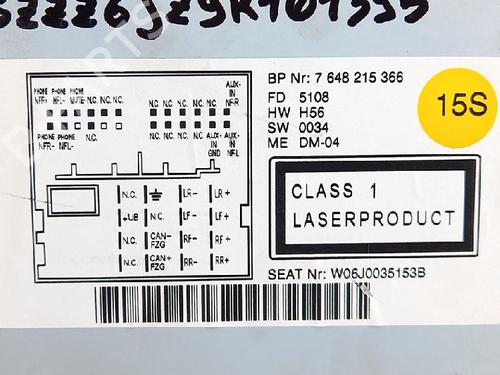 PHONE PHONE PHONE
NFR+ NFL- MUTE N.C. N.C. N.C.
AUX-
IN
N.C. N.C. N.C. N.C. NF-R
PHONE PHONE N.C.
NFR- NFL-
N.C. N.C. N.C. AUX+ AUX+
IN IN
GND NF-L
N.C. LR- LR+
+UB N.C. LF- LF+
N.C. CAN- RF- RF+
FZG
N.C. CAN+ RR- RR+
FZG
BP Nr: 7 648 215 366
FD 5108
HW H56
SW 0034
ME DM-04
15S
CLASS 1
LASERPRODUCT
SEAT Nr: W06J0035153B